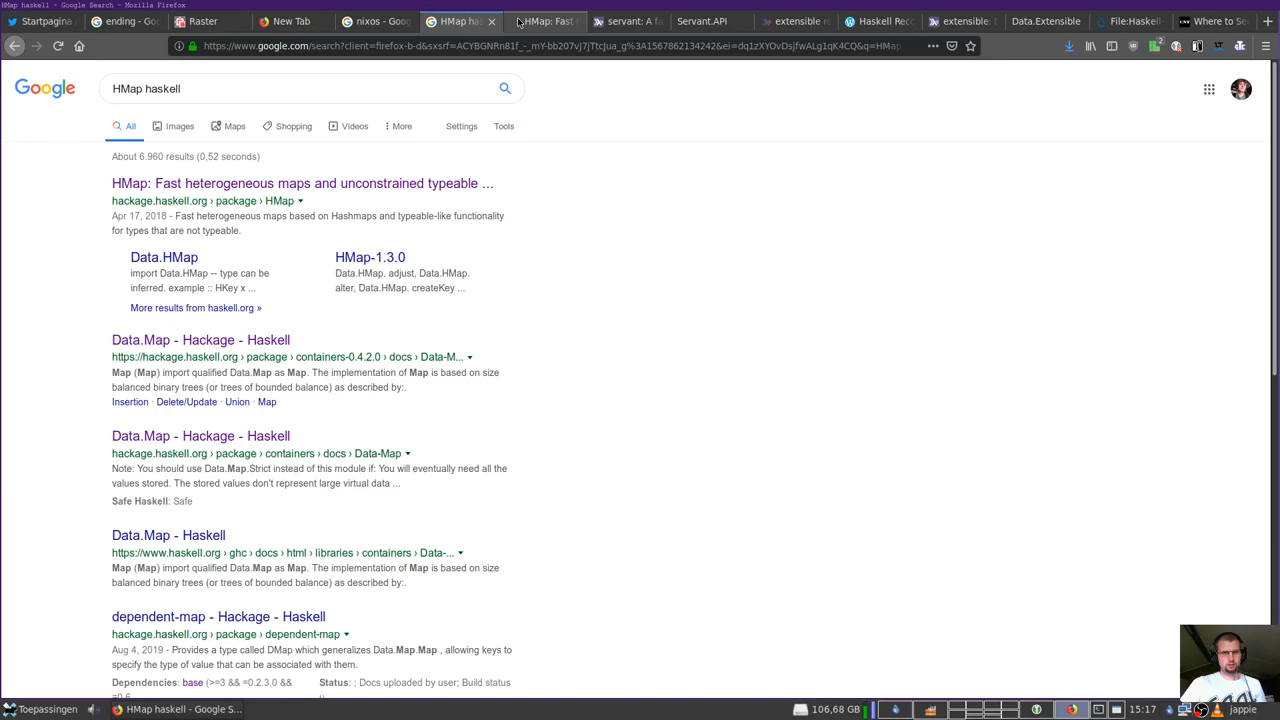 HMap haskell - Google Search - Mozilla Firefox
Startpagina
ending - Goo
Raster
New Tab
nixos - Goog
HMap has
HMap: Fast
servant: A fa
Servant.API
extensible re
Haskell Reco
extensible
Data.Extensible
File:Haskell-
Where to Se
https://www.google.com/search?client=firefox-b-d&sxsrf=
HMap haskell
All
Images
Maps
Shopping
Videos
More
Settings
Tools
About 6.960 results (0,52 seconds)
HMap: Fast heterogeneous maps and unconstrained typeable ...
hackage.haskell.org › package › HMap
Apr 17, 2018 - Fast heterogeneous maps based on Hashmaps and typeable-like functionality
for types that are not typeable.
Data.HMap
import Data.HMap -- type can be
inferred. example :: HKey x ...
HMap-1.3.0
Data.HMap. adjust, Data.HMap.
alter, Data.HMap. createKey ...
More results from haskell.org »
Data.Map - Hackage - Haskell
https://hackage.haskell.org › package › containers-0.4.2.0 › docs › Data-M...
Map (Map) import qualified Data.Map as Map. The implementation of Map is based on size
balanced binary trees (or trees of bounded balance) as described by:.
Insertion · Delete/Update · Union · Map
Data.Map - Hackage - Haskell
hackage.haskell.org › package › containers › docs › Data-Map
Note: You should use Data.Map.Strict instead of this module if: You will eventually need all the
values stored. The stored values don't represent large virtual data ...
Safe Haskell: Safe
Data.Map - Haskell
https://www.haskell.org › ghc › docs › html › libraries › containers › Data-...
Map (Map) import qualified Data.Map as Map. The implementation of Map is based on size
balanced binary trees (or trees of bounded balance) as described by:.
dependent-map - Hackage - Haskell
hackage.haskell.org › package › dependent-map
Aug 4, 2019 - Provides a type called DMap which generalizes Data.Map.Map , allowing keys to
specify the type of value that can be associated with them.
Dependencies: base (>=3 && =0.2.3.0 &&
Status: ; Docs uploaded by user; Build status
Toepassingen
HMap haskell - Google S...
106,68 GB
15:17
jappie